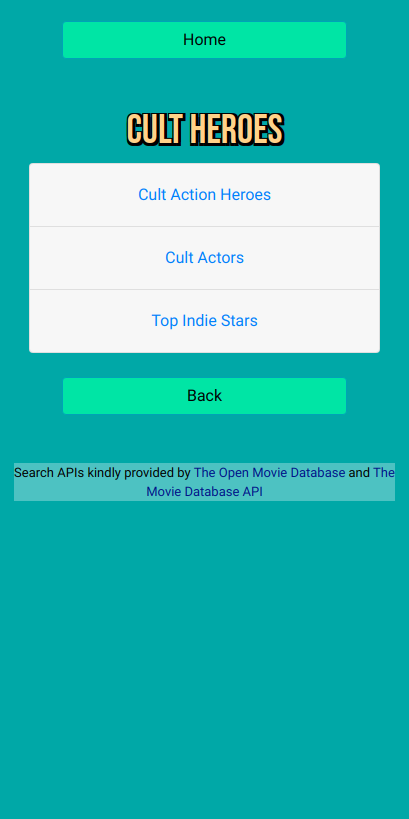 Home
CULT HEROES
Cult Action Heroes
Cult Actors
Top Indie Stars
Back
Search APIs kindly provided by The Open Movie Database and The
Movie Database API